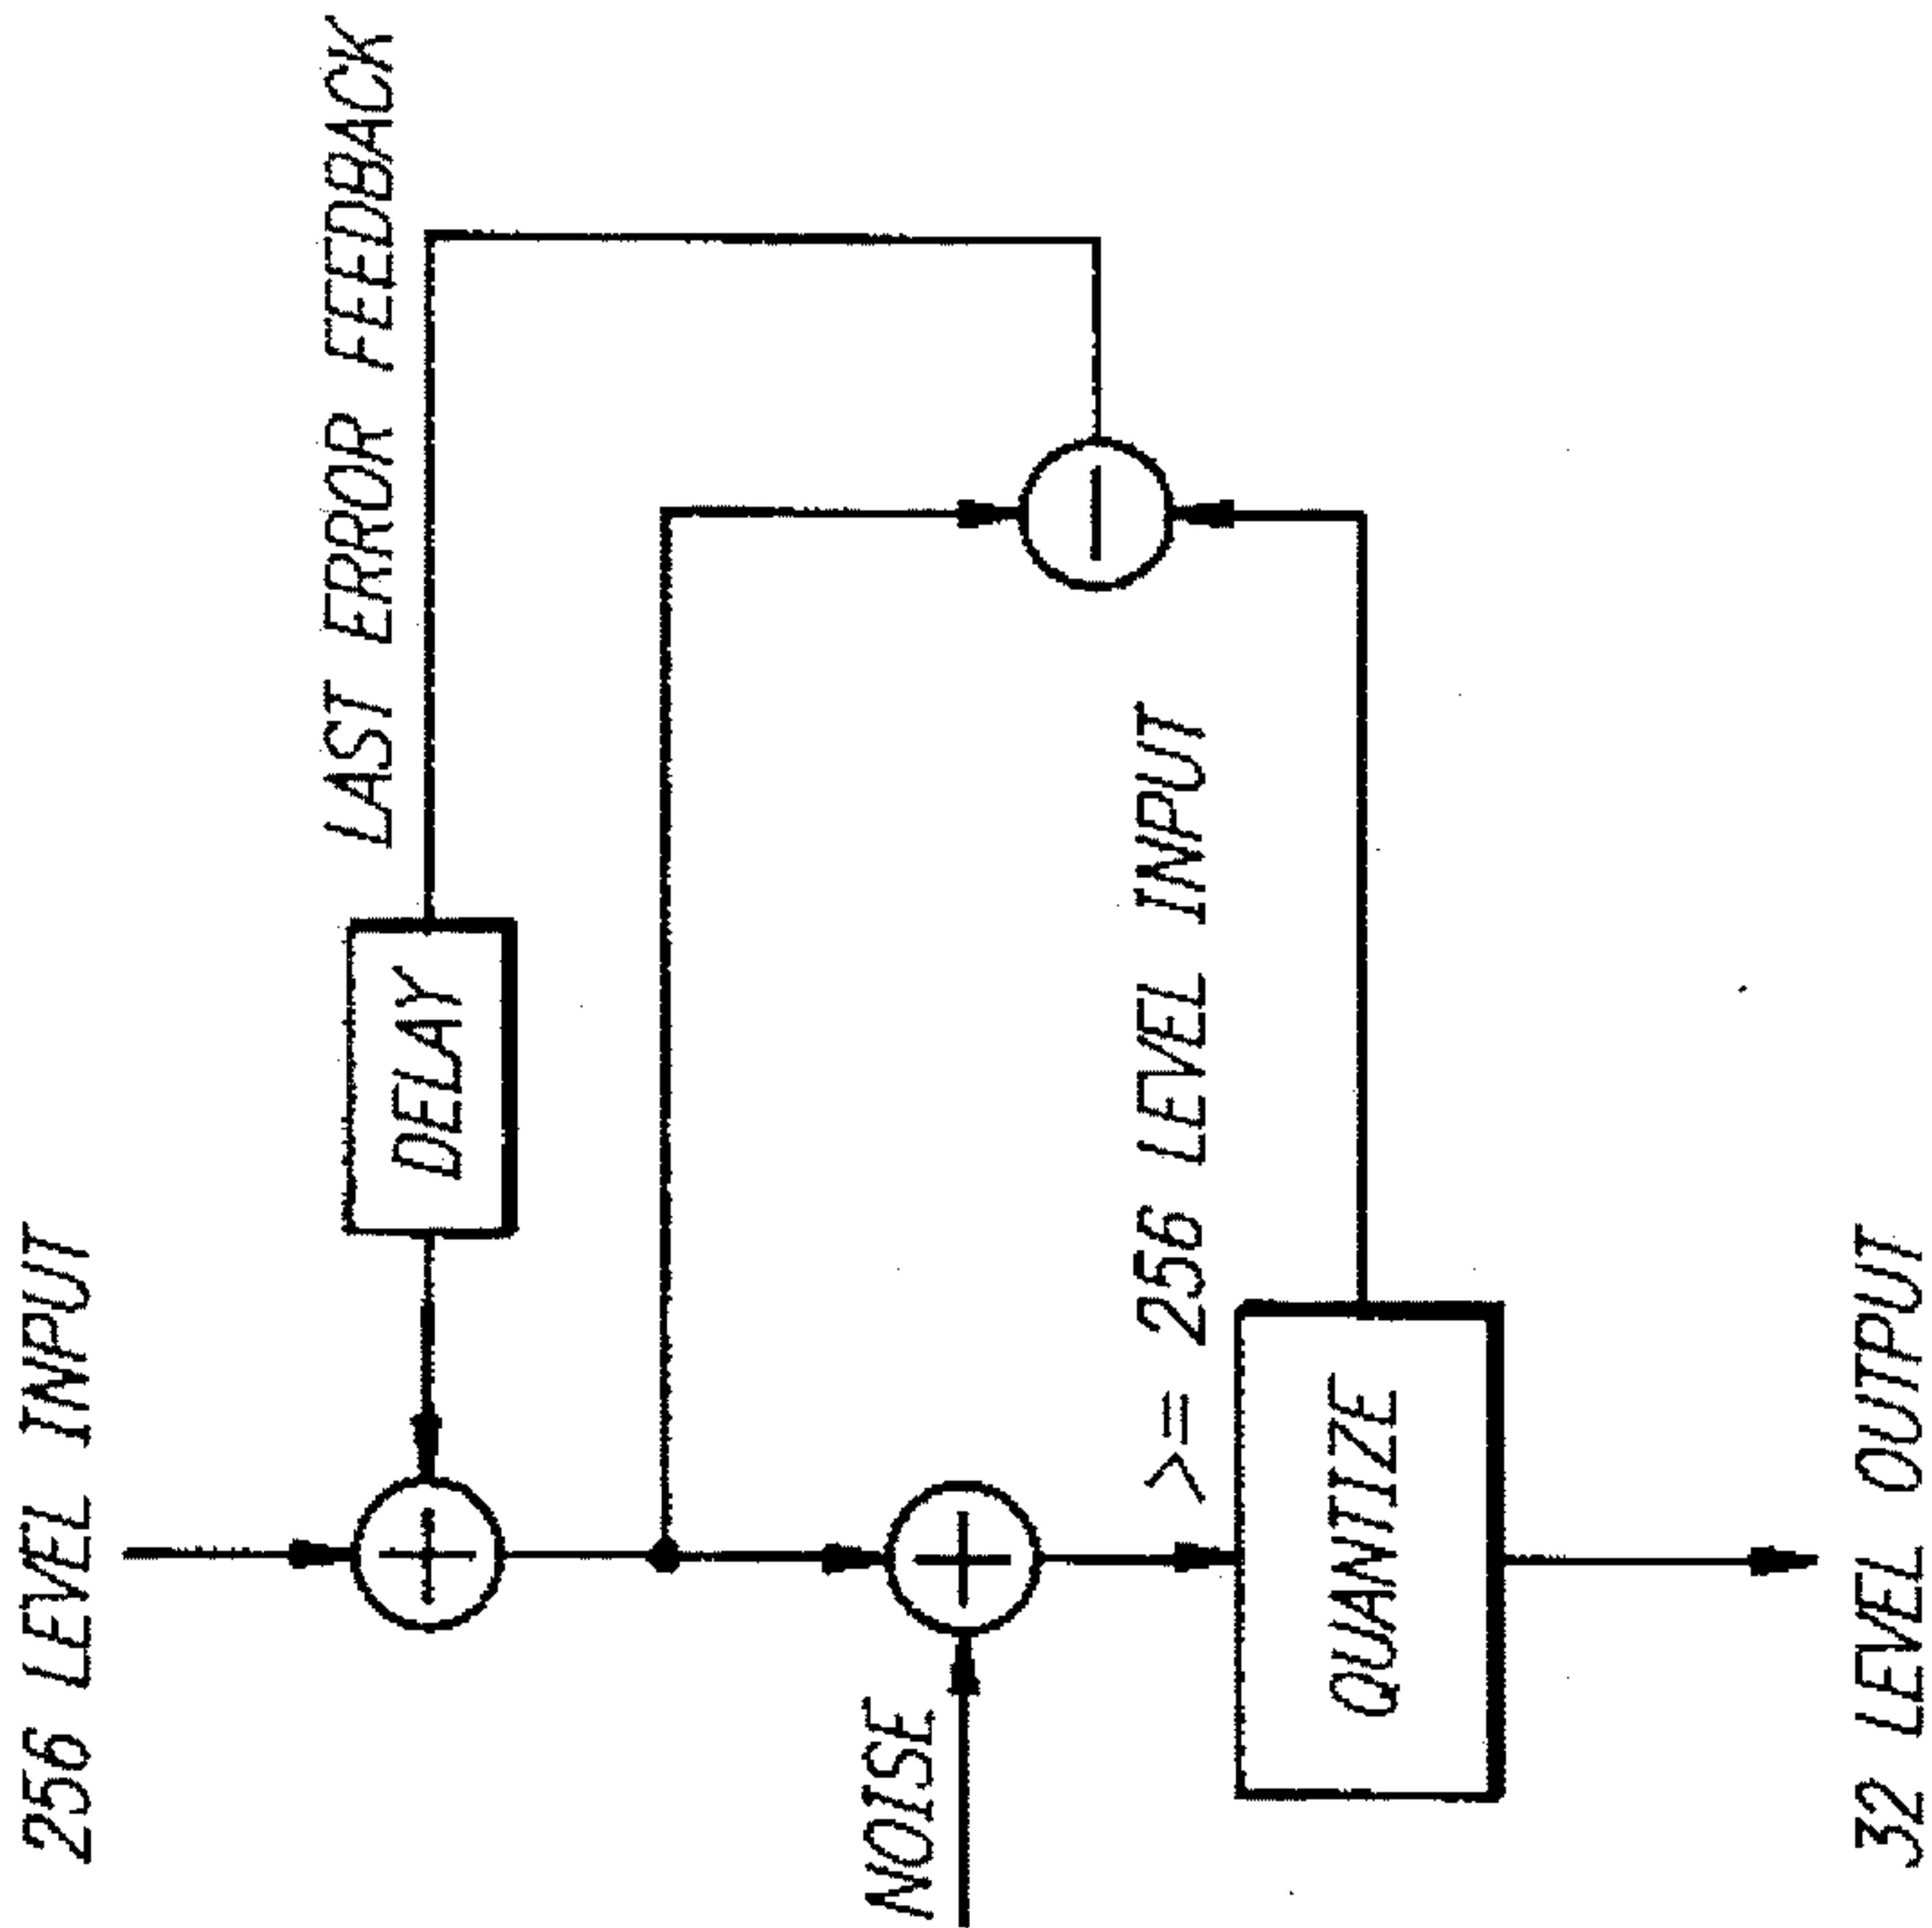 256 LEVEL INPUT
LAST ERROR FEEDBACK
DELAY
+
NOISE
+
−
>= 256 LEVEL INPUT
QUANTIZE
32 LEVEL OUTPUT